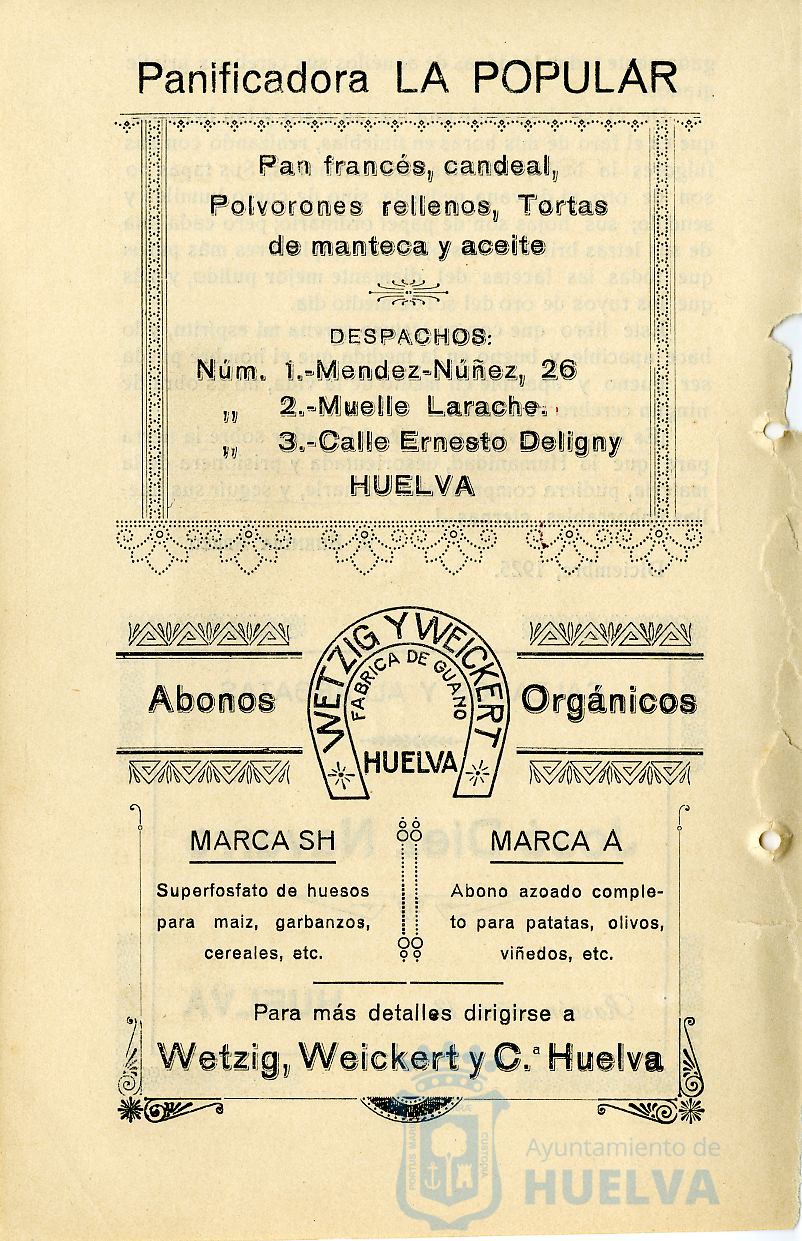 Panificadora LA POPULAR
Pan francés, candeal,
Polvorones rellenos, Tortas
de manteca y aceite
DESPACHOS:
Núm. 1.-Mendez-Núñez, 26
„ 2.-Muelle Larache.
„ 3.-Calle Ernesto Deligny
HUELVA
WETZIG Y WEICKERT
FABRICA DE GUANO
HUELVA
Abonos Orgánicos
MARCA SH
Superfosfato de huesos
para maiz, garbanzos,
cereales, etc.
MARCA A
Abono azoado comple-
to para patatas, olivos,
viñedos, etc.
Para más detalles dirigirse a
Wetzig, Weickert y C.ª Huelva
PORTUS MARIS CUSTODIA
Ayuntamiento de
HUELVA